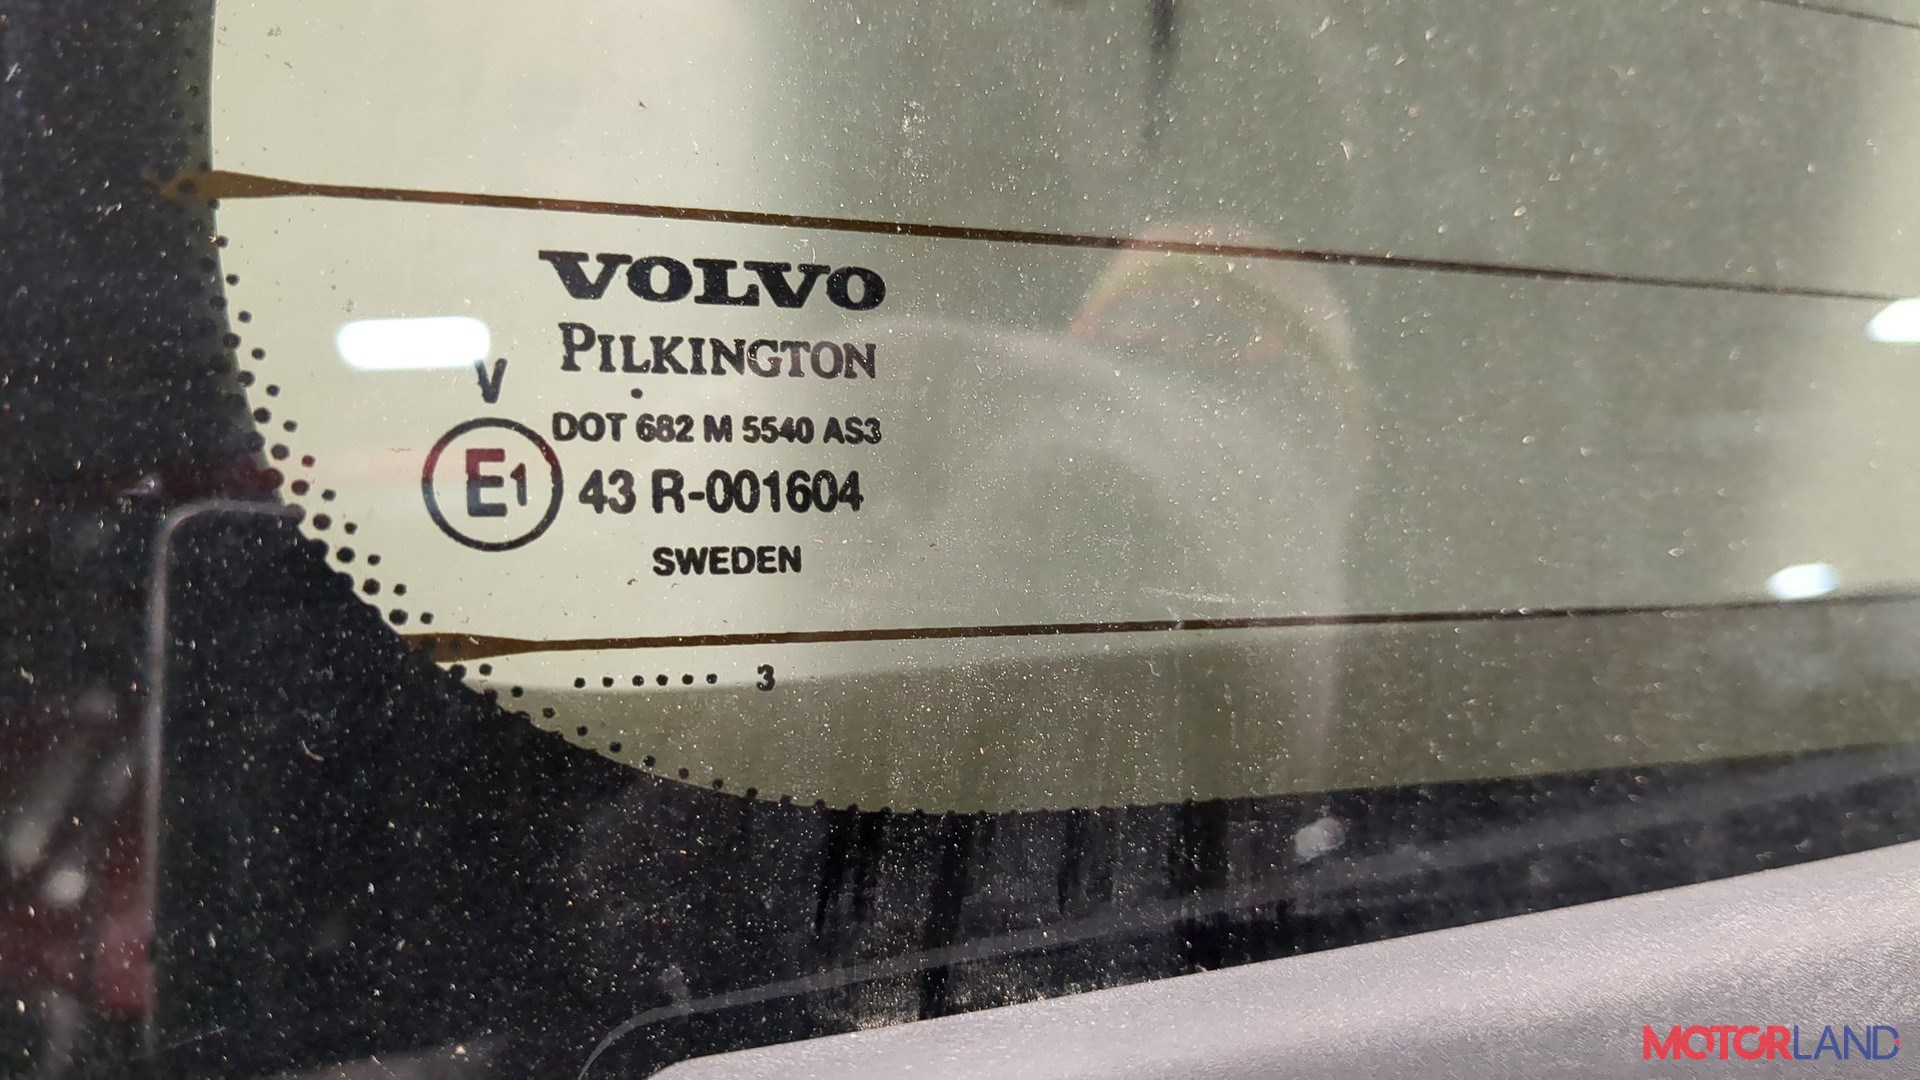 VOLVO
PILKINGTON
V
DOT 682 M 5540 AS3
E1 43 R-001604
SWEDEN
...... 3
MOTORLAND